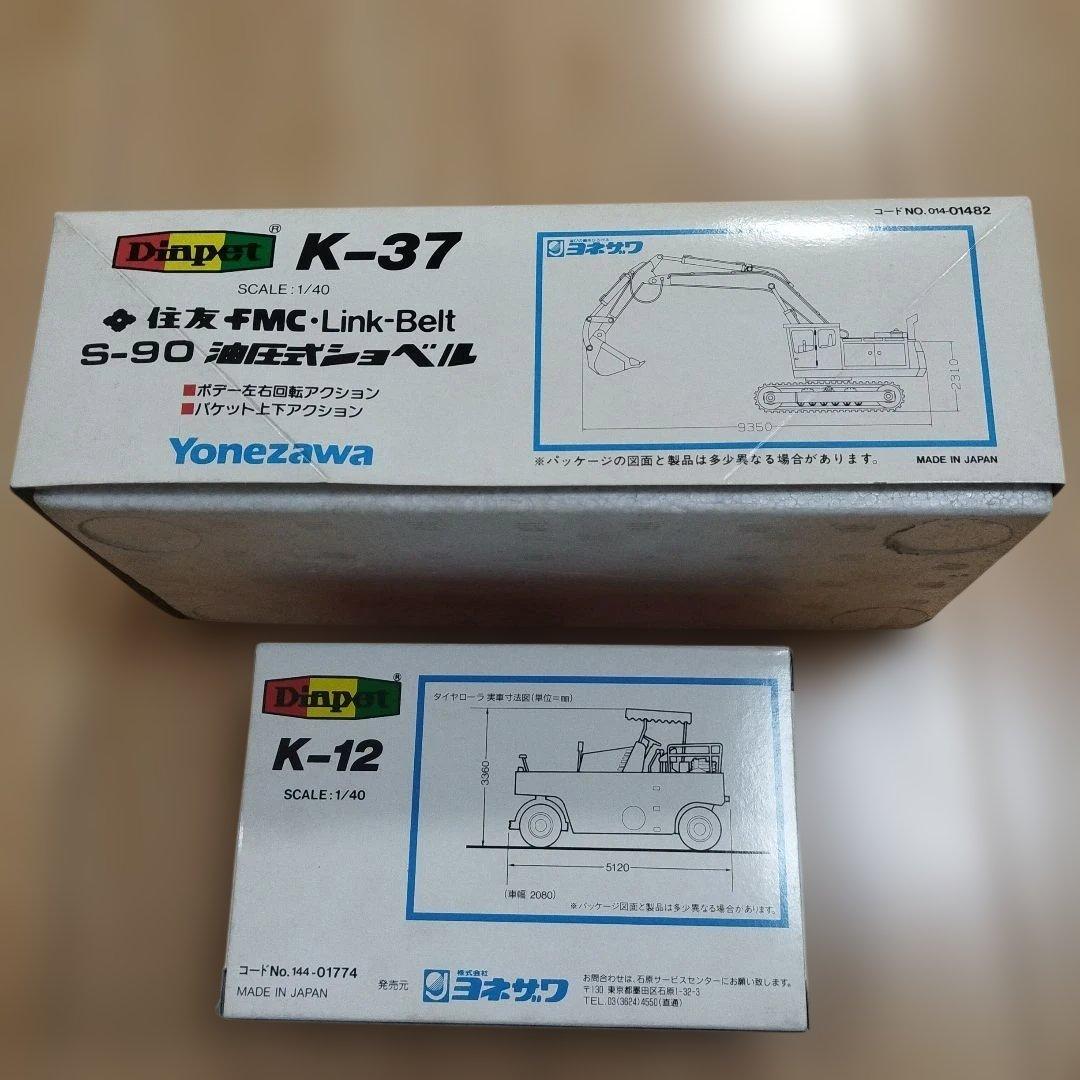 コードNO. 014-01482
Diapet® K-37
SCALE:1/40
住友 FMC・Link-Belt
S-90 油圧式ショベル
■ボデー左右回転アクション
■バケット上下アクション
Yonezawa
ヨネザワ
2310
9350
※パッケージの図面と製品は多少異なる場合があります。
MADE IN JAPAN
Diapet®
K-12
SCALE:1/40
タイヤローラ実車寸法図(単位=mm)
3360
5120
(車幅 2080)
※パッケージ図面と製品は多少異なる場合があります。
コードNo. 144-01774
MADE IN JAPAN
発売元
株式会社
ヨネザワ
お問合わせは、石原サービスセンターにお願い致します。
〒130 東京都墨田区石原1-32-3
TEL.03(3624)4550(直通)